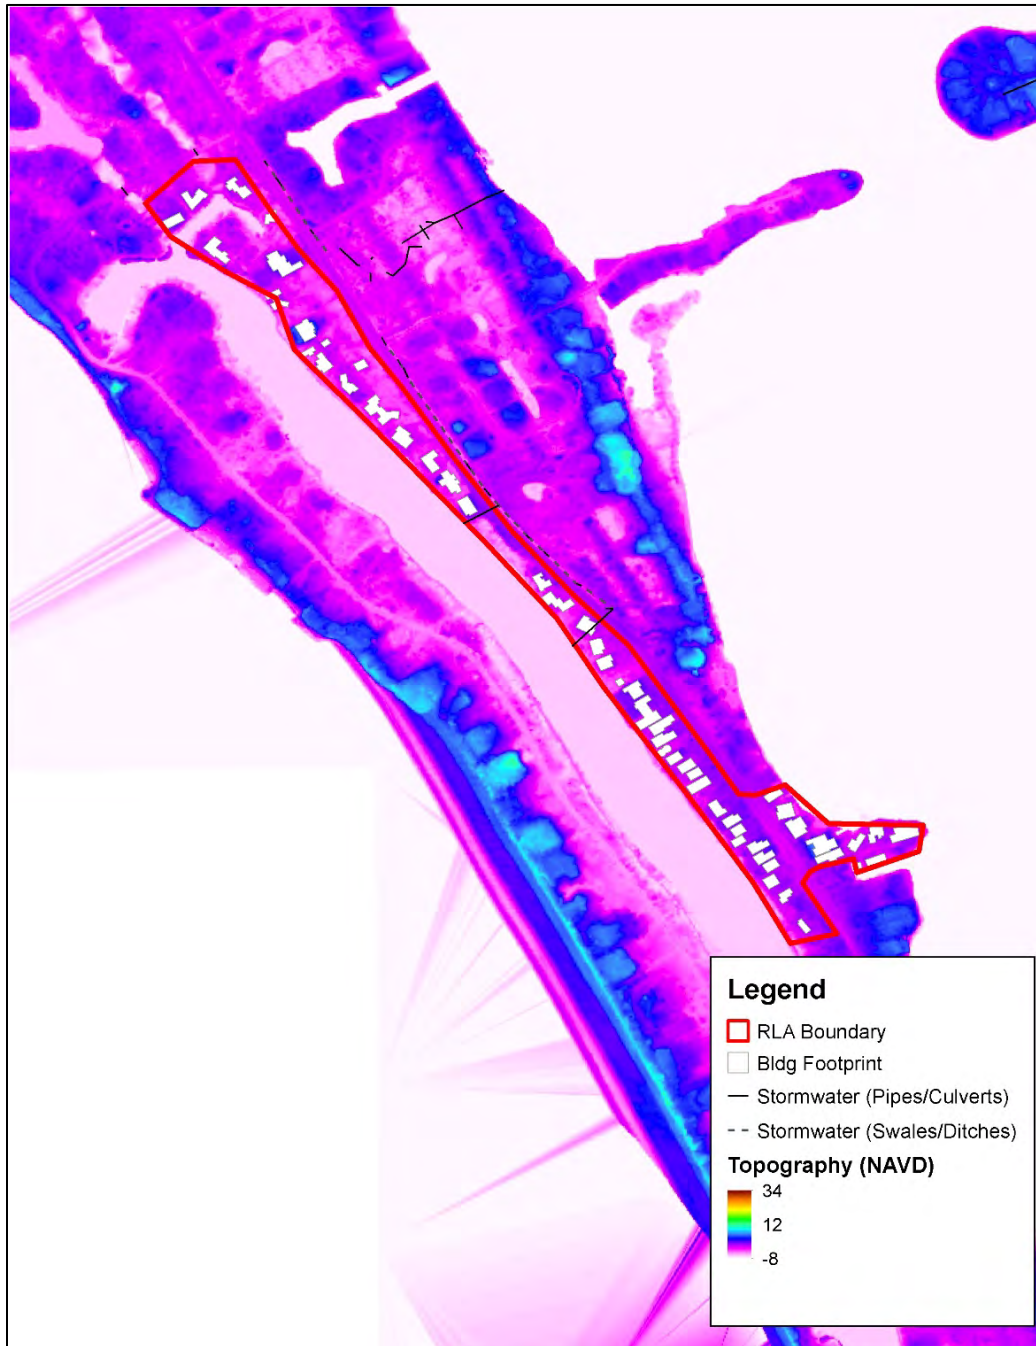 Legend
RLA Boundary
Bldg Footprint
Stormwater (Pipes/Culverts)
Stormwater (Swales/Ditches)
Topography (NAVD)
34
12
-8